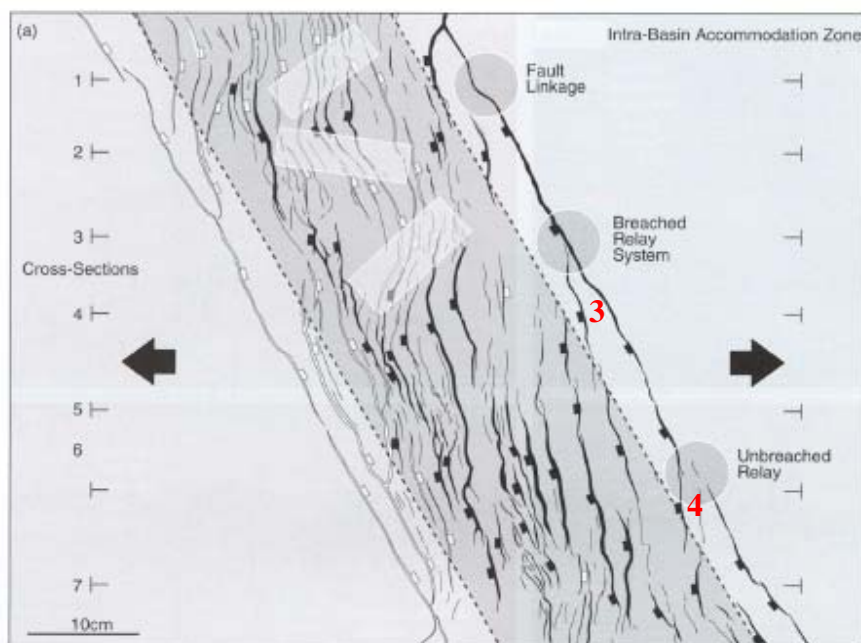 (a)
Intra-Basin Accommodation Zone
1
Fault
Linkage
2
3
Breached
Relay
System
Cross-Sections
4
3
5
6
Unbreached
Relay
4
7
10cm